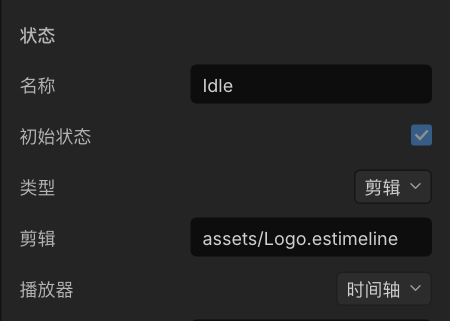 状态
名称 Idle
初始状态
类型 剪辑
剪辑 assets/Logo.estimeline
播放器 时间轴